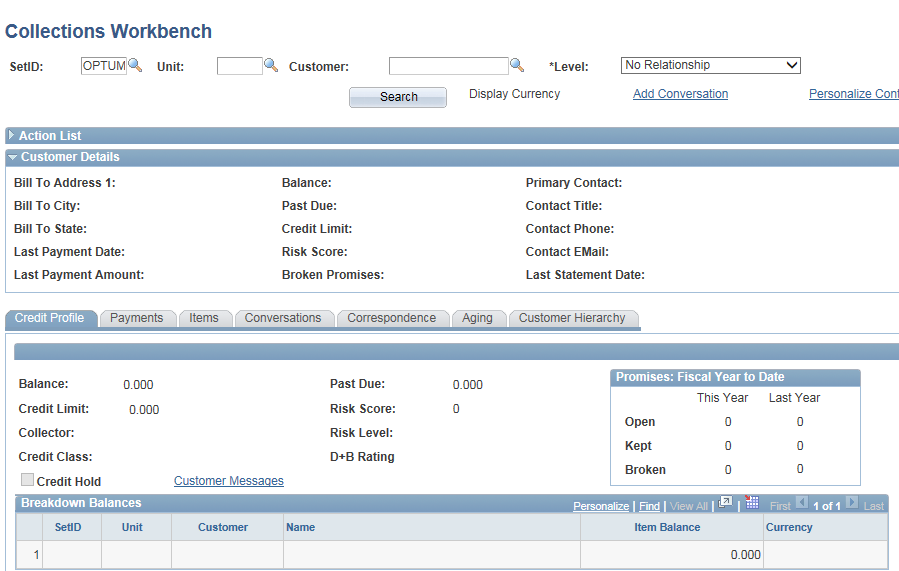 Collections Workbench
SetID: OPTUM Unit: Customer: *Level: No Relationship
Search Display Currency Add Conversation Personalize Cont
Action List
Customer Details
Bill To Address 1: Balance: Primary Contact:
Bill To City: Past Due: Contact Title:
Bill To State: Credit Limit: Contact Phone:
Last Payment Date: Risk Score: Contact EMail:
Last Payment Amount: Broken Promises: Last Statement Date:
Credit Profile Payments Items Conversations Correspondence Aging Customer Hierarchy
Promises: Fiscal Year to Date
Balance: 0.000 Past Due: 0.000 This Year Last Year
Credit Limit: 0.000 Risk Score: 0 Open 0 0
Collector: Risk Level: Kept 0 0
Credit Class: D+B Rating Broken 0 0
Credit Hold Customer Messages
Breakdown Balances Personalize | Find | View All | | First 1 of 1 Last
SetID Unit Customer Name Item Balance Currency
1 0.000